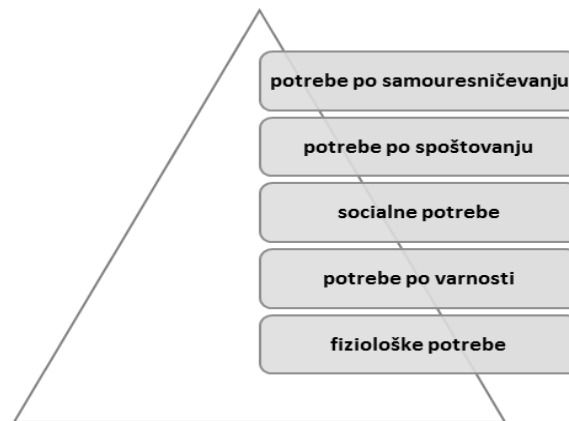 potrebe po samouresničevanju
potrebe po spoštovanju
socialne potrebe
potrebe po varnosti
fiziološke potrebe